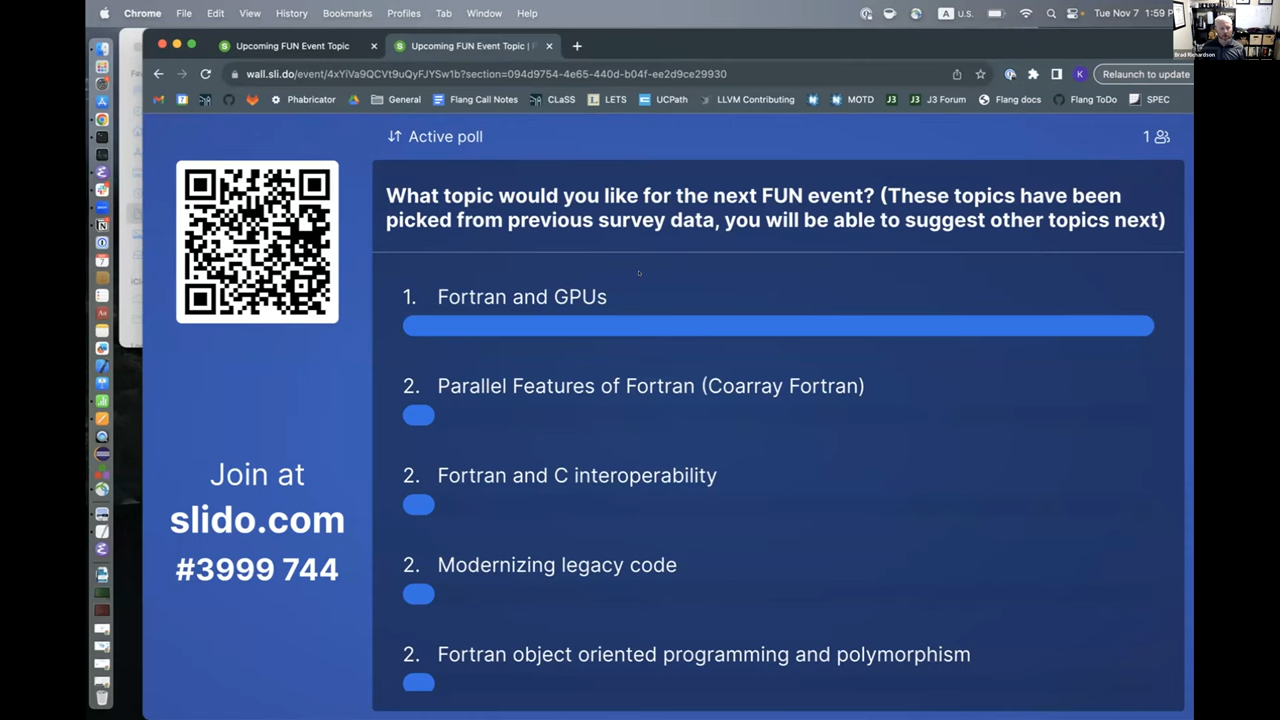 Chrome File Edit View History Bookmarks Profiles Tab Window Help A U.S. Tue Nov 7 1:59 P
Brad Richardson
Upcoming FUN Event Topic Upcoming FUN Event Topic |
wall.sli.do/event/4xYiVa9QCVt9uQyFJYSw1b?section=094d9754-4e65-440d-b04f-ee2d9ce29930 K Relaunch to update
Phabricator General Flang Call Notes CLaSS LETS UCPath LLVM Contributing MOTD J3 J3 Forum Flang docs Flang ToDo SPEC
Active poll 1
What topic would you like for the next FUN event? (These topics have been
picked from previous survey data, you will be able to suggest other topics next)
1. Fortran and GPUs
2. Parallel Features of Fortran (Coarray Fortran)
2. Fortran and C interoperability
2. Modernizing legacy code
2. Fortran object oriented programming and polymorphism
Join at
slido.com
#3999 744